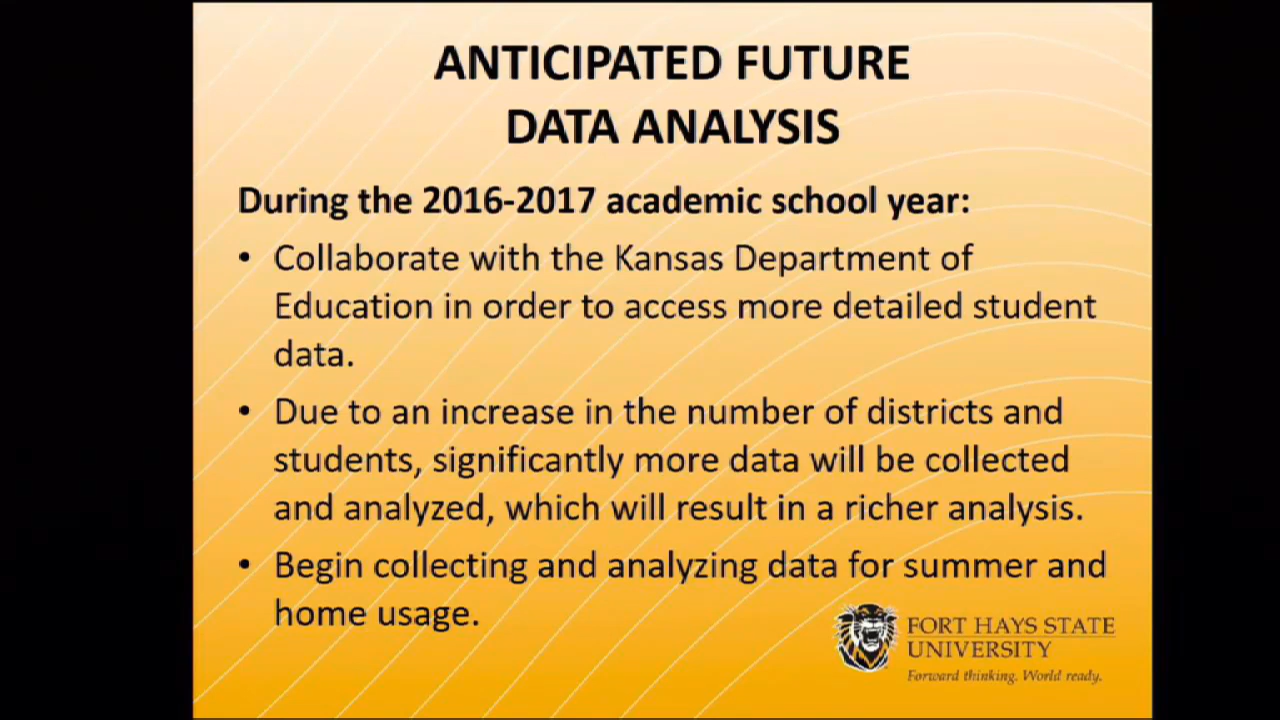 ANTICIPATED FUTURE
DATA ANALYSIS
During the 2016-2017 academic school year:
• Collaborate with the Kansas Department of
Education in order to access more detailed student
data.
• Due to an increase in the number of districts and
students, significantly more data will be collected
and analyzed, which will result in a richer analysis.
• Begin collecting and analyzing data for summer and
home usage.
FORT HAYS STATE
UNIVERSITY
Forward thinking. World ready.